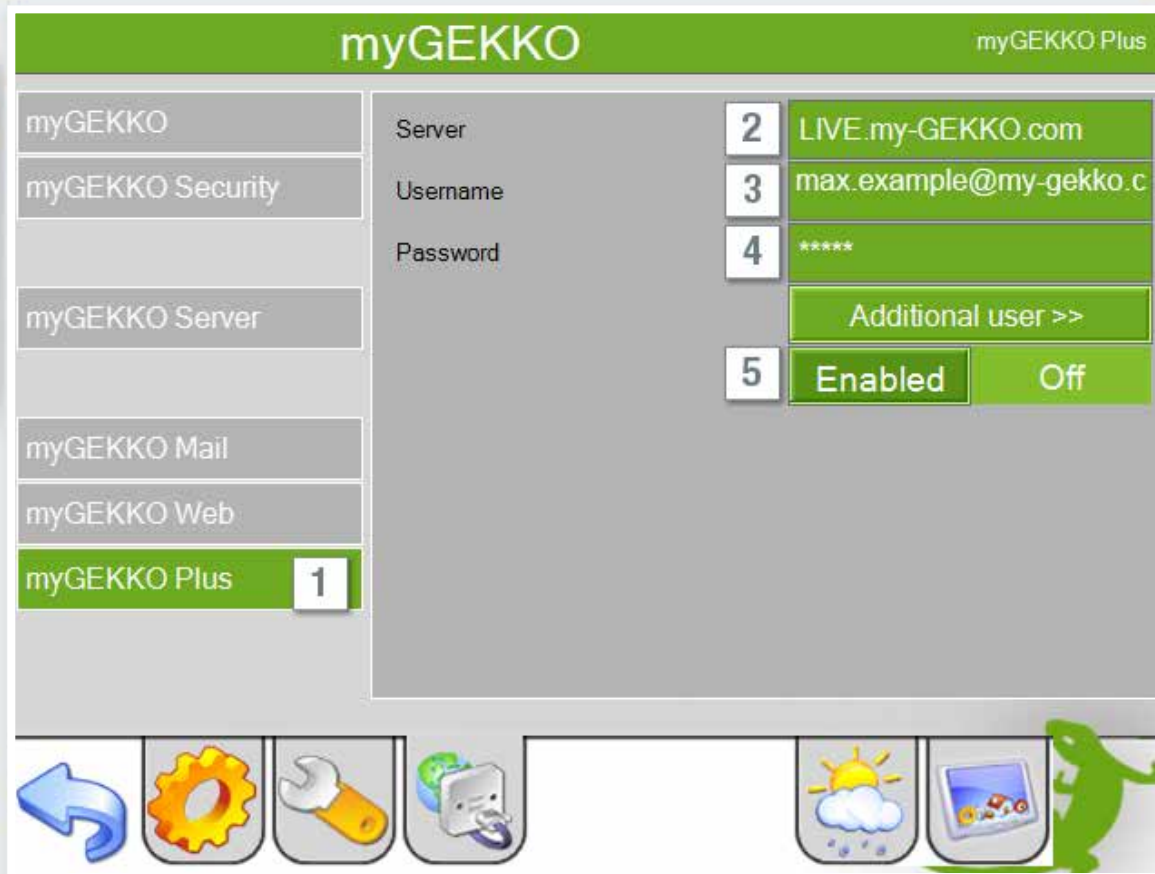 myGEKKO
myGEKKO Plus
myGEKKO
myGEKKO Security
myGEKKO Server
myGEKKO Mail
myGEKKO Web
myGEKKO Plus 1
Server 2 LIVE.my-GEKKO.com
Username 3 max.example@my-gekko.c
Password 4 *****
Additional user >>
5 Enabled Off